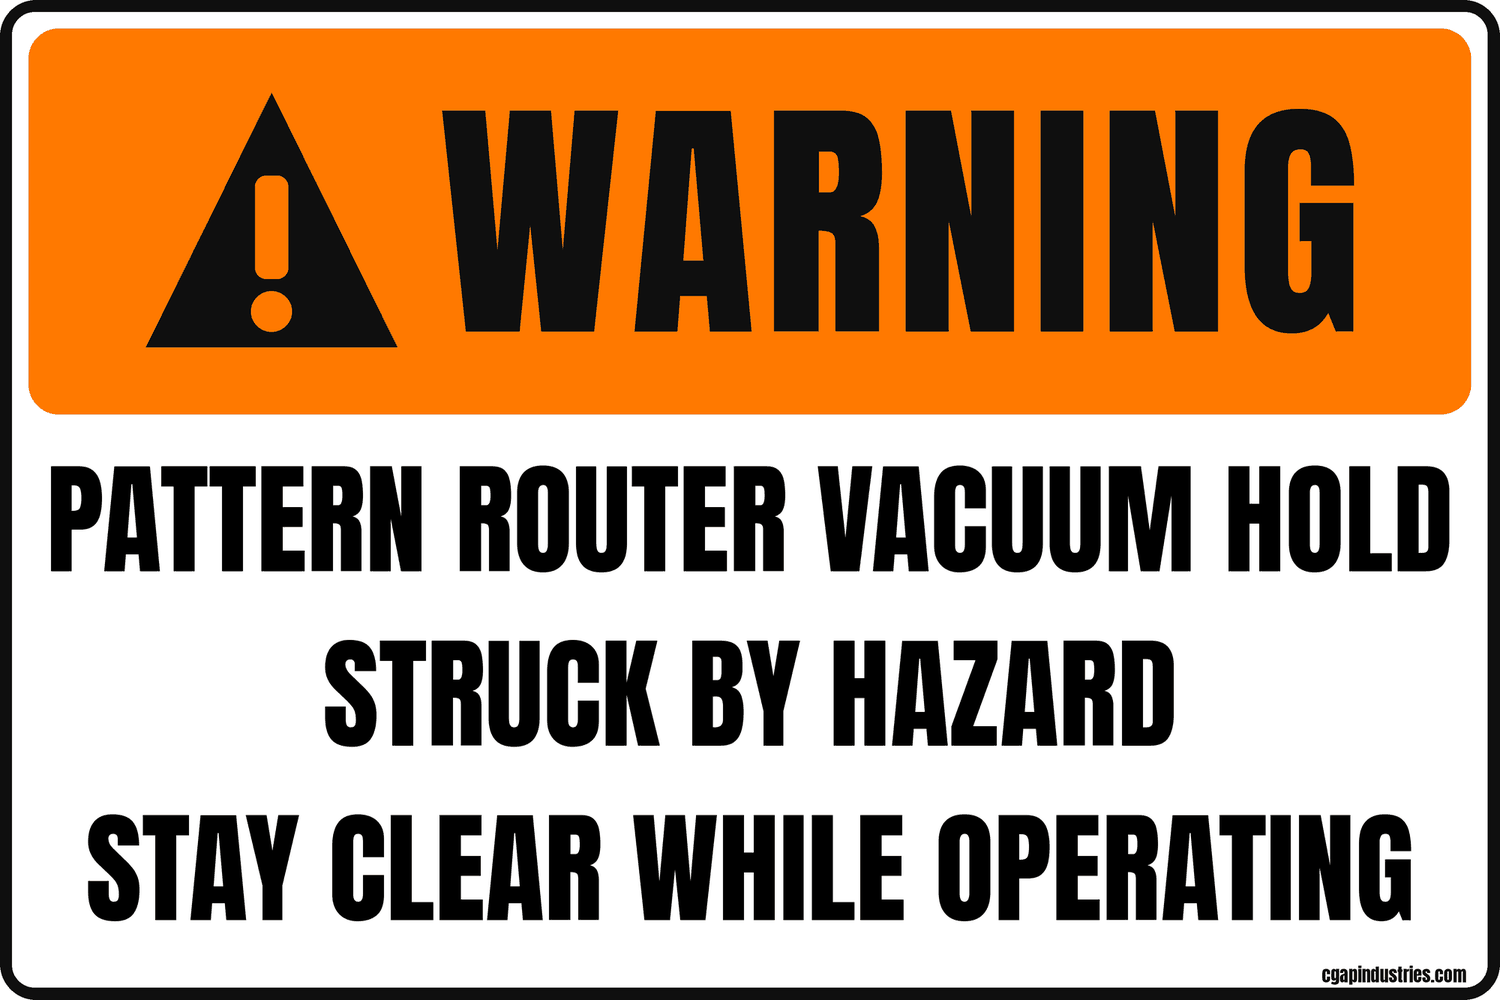 WARNING
PATTERN ROUTER VACUUM HOLD
STRUCK BY HAZARD
STAY CLEAR WHILE OPERATING
cgapindustries.com